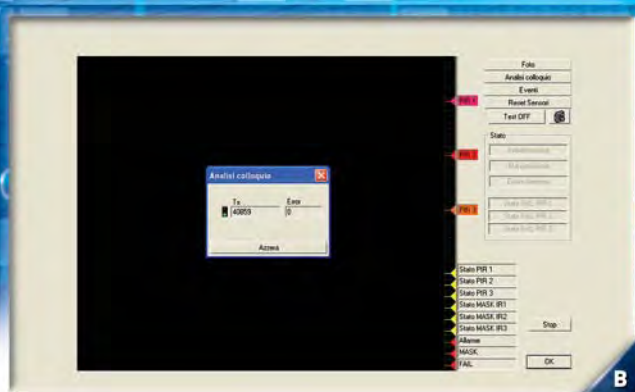 Foto
Analisi colloquio
Eventi
Reset Sensori
Test OFF
Stato
PIR 1
PIR 2
PIR 3
Analisi colloquio
Tx
Error
40059
0
Azzera
Stato PIR 1
Stato PIR 2
Stato PIR 3
Stato MASK IR1
Stato MASK IR2
Stato MASK IR3
Allarme
MASK
FAIL
Stop
OK
B